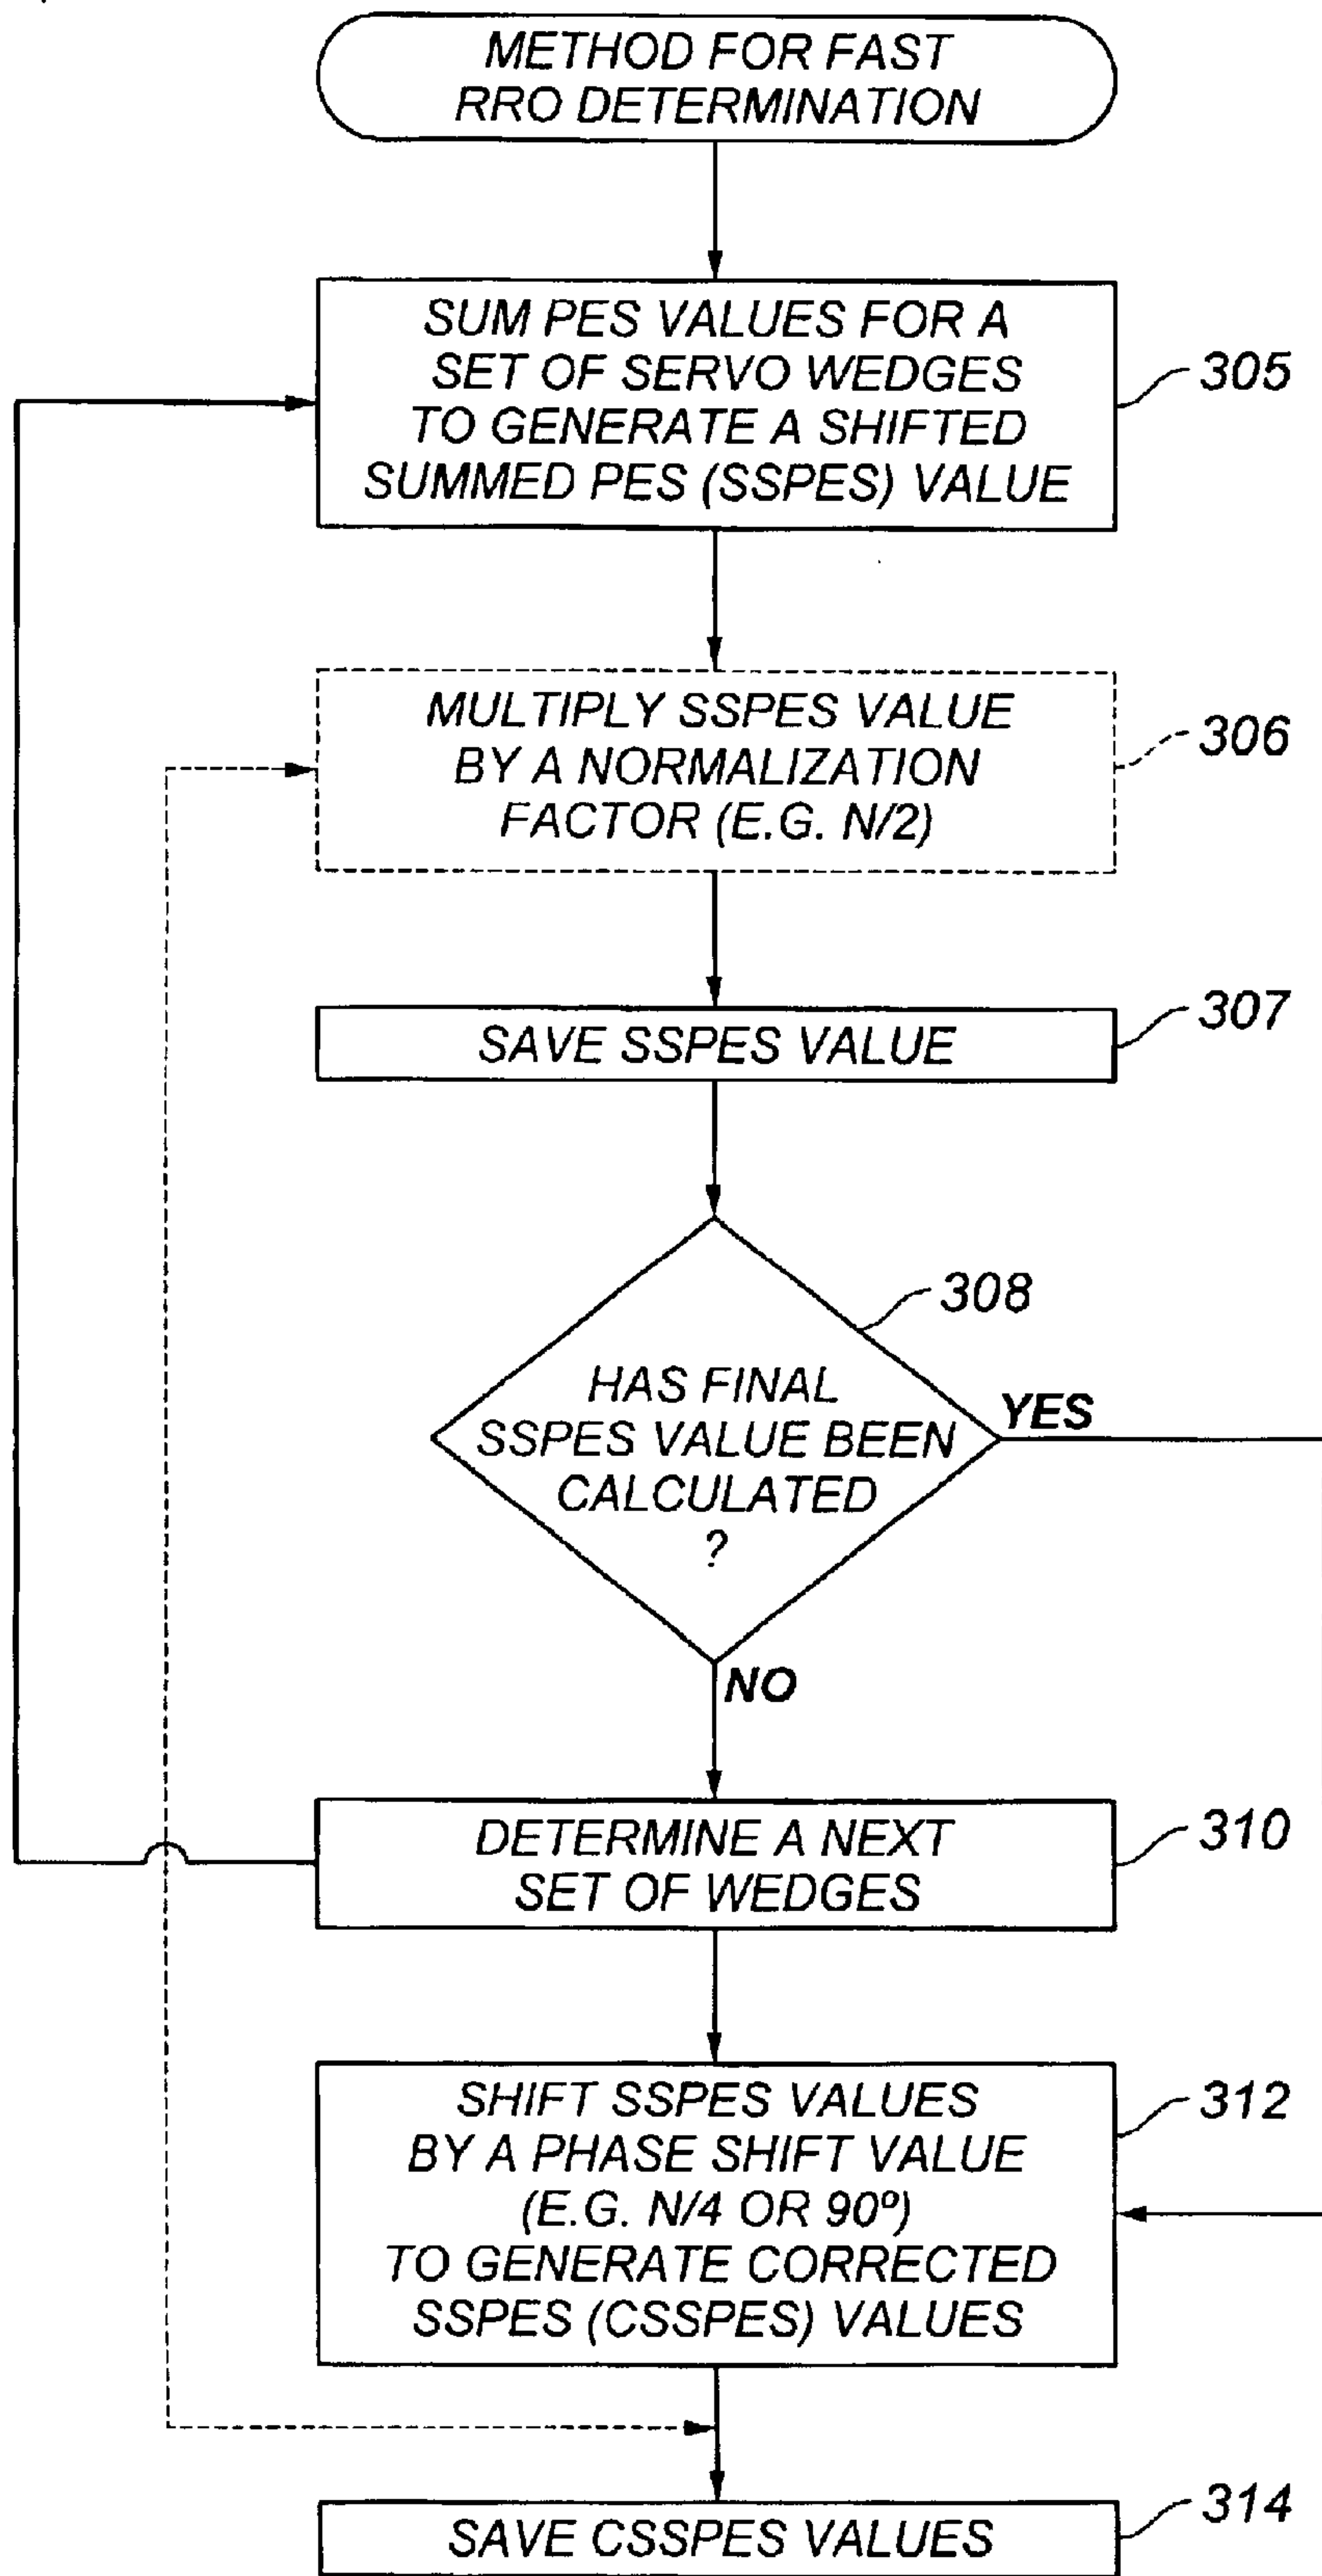 METHOD FOR FAST
RRO DETERMINATION
SUM PES VALUES FOR A
SET OF SERVO WEDGES
TO GENERATE A SHIFTED
SUMMED PES (SSPES) VALUE
305
MULTIPLY SSPES VALUE
BY A NORMALIZATION
FACTOR (E.G. N/2)
306
SAVE SSPES VALUE
307
308
HAS FINAL
SSPES VALUE BEEN
CALCULATED
?
YES
NO
DETERMINE A NEXT
SET OF WEDGES
310
SHIFT SSPES VALUES
BY A PHASE SHIFT VALUE
(E.G. N/4 OR 90º)
TO GENERATE CORRECTED
SSPES (CSSPES) VALUES
312
SAVE CSSPES VALUES
314